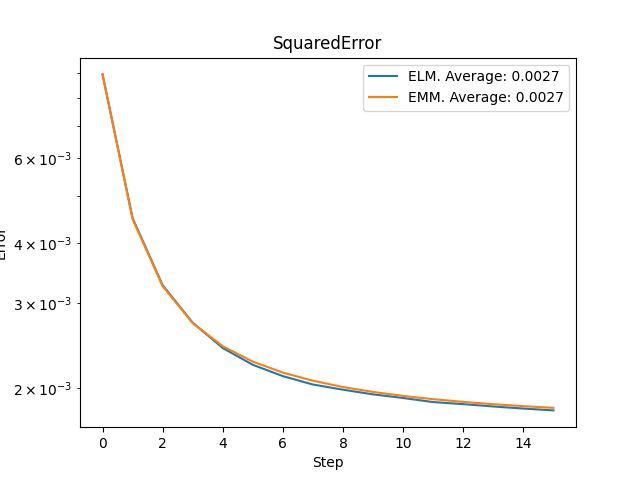 SquaredError
ELM. Average: 0.0027
EMM. Average: 0.0027
6 × 10⁻³
4 × 10⁻³
3 × 10⁻³
2 × 10⁻³
Error
0 2 4 6 8 10 12 14
Step